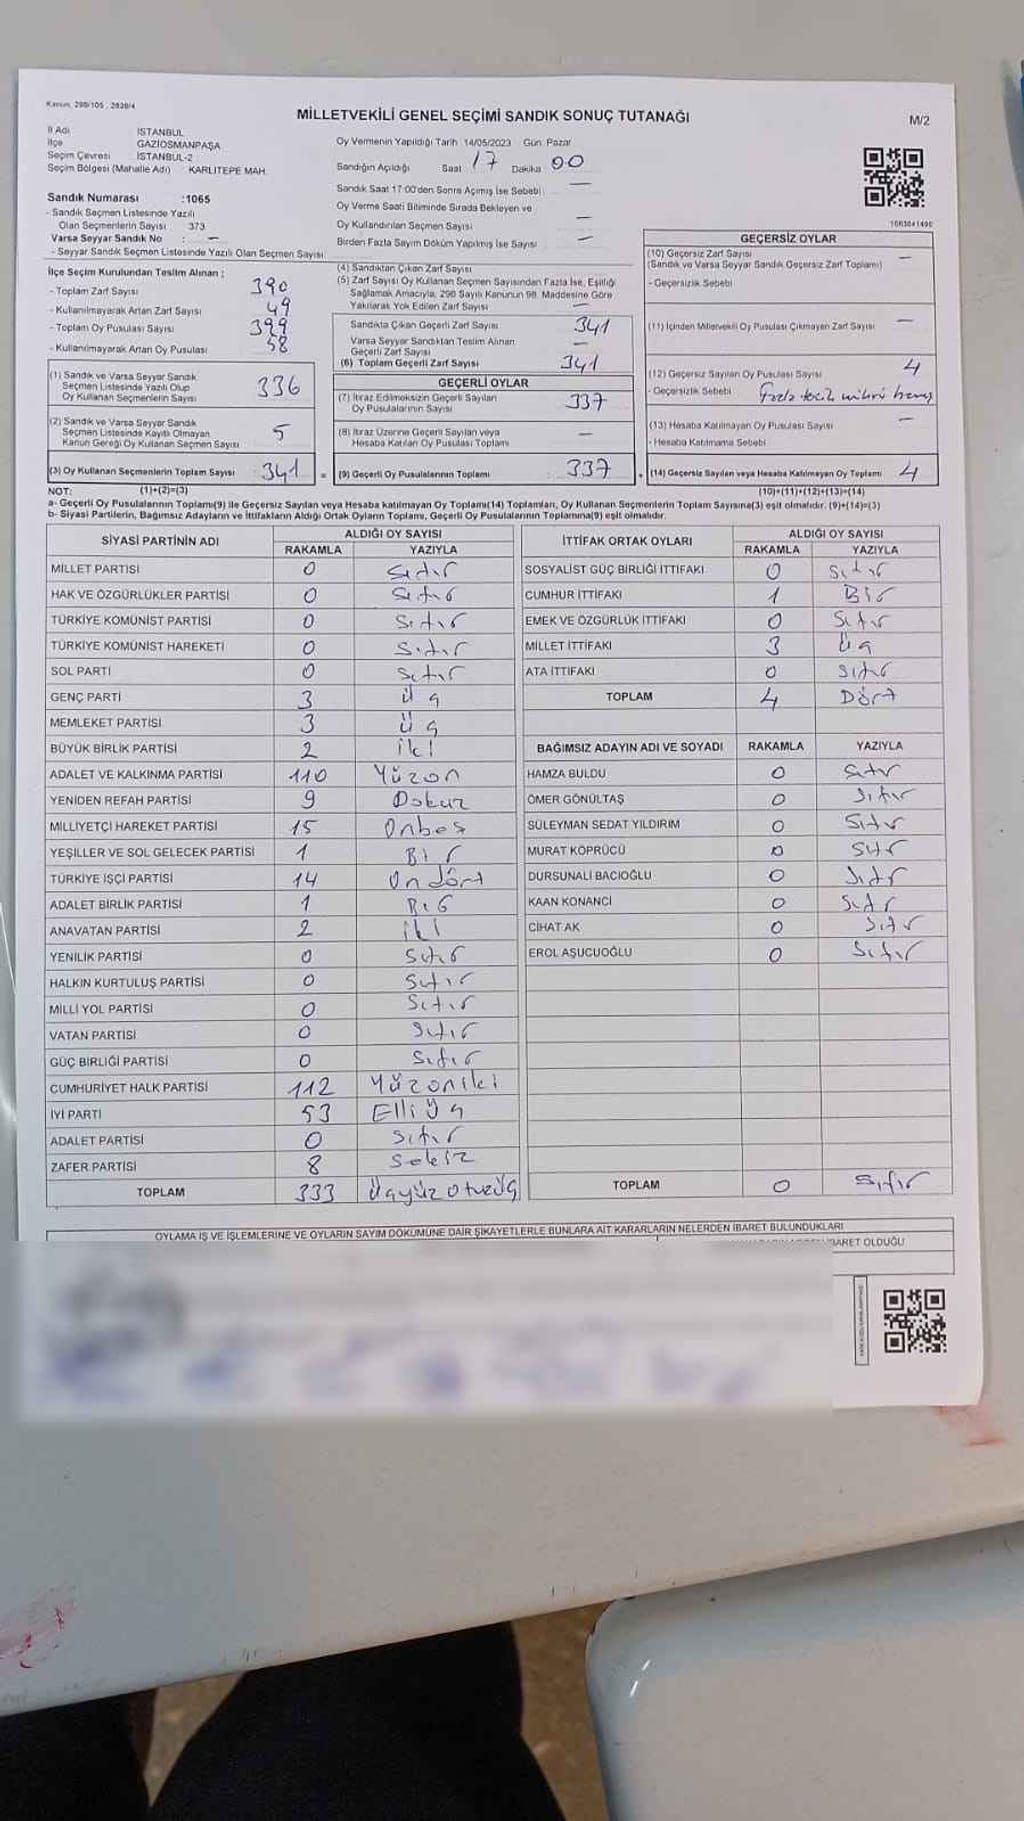 Kanun: 298/105 , 2820/4
MİLLETVEKİLİ GENEL SEÇİMİ SANDIK SONUÇ TUTANAĞI
M/2
İl Adı İSTANBUL
İlçe GAZİOSMANPAŞA
Seçim Çevresi İSTANBUL-2
Seçim Bölgesi (Mahalle Adı) : KARLITEPE MAH.
Oy Vermenin Yapıldığı Tarih 14/05/2023 Gün: Pazar
Sandığın Açıldığı Saat 17 Dakika 00
Sandık Saat 17:00'den Sonra Açımış İse Sebebi: —
Oy Verme Saati Bitiminde Sırada Bekleyen ve
Oy Kullandırılan Seçmen Sayısı —
Birden Fazla Sayım Döküm Yapılmış İse Sayısı —
Sandık Numarası :1065
- Sandık Seçmen Listesinde Yazılı
Olan Seçmenlerin Sayısı 373
Varsa Seyyar Sandık No : —
- Seyyar Sandık Seçmen Listesinde Yazılı Olan Seçmen Sayısı:
İlçe Seçim Kurulundan Teslim Alınan ;
- Toplam Zarf Sayısı 390
- Kullanılmayarak Artan Zarf Sayısı 49
- Toplam Oy Pusulası Sayısı 399
- Kullanılmayarak Artan Oy Pusulası 58
(1) Sandık ve Varsa Seyyar Sandık
Seçmen Listesinde Yazılı Olup
Oy Kullanan Seçmenlerin Sayısı 336
(2) Sandık ve Varsa Seyyar Sandık
Seçmen Listesinde Kayıtlı Olmayan
Kanun Gereği Oy Kullanan Seçmen Sayısı 5
(3) Oy Kullanan Seçmenlerin Toplam Sayısı 341
(1)+(2)=(3)
(4) Sandıktan Çıkan Zarf Sayısı
(5) Zarf Sayısı Oy Kullanan Seçmen Sayısından Fazla İse, Eşitliği
Sağlamak Amacıyla, 298 Sayılı Kanunun 98. Maddesine Göre
Yakılarak Yok Edilen Zarf Sayısı —
Sandıkta Çıkan Geçerli Zarf Sayısı 341
Varsa Seyyar Sandıktan Teslim Alınan
Geçerli Zarf Sayısı —
(6) Toplam Geçerli Zarf Sayısı 341
GEÇERLİ OYLAR
(7) İtiraz Edilmeksizin Geçerli Sayılan
Oy Pusulalarının Sayısı 337
(8) İtiraz Üzerine Geçerli Sayılan veya
Hesaba Katılan Oy Pusulası Toplamı —
= (9) Geçerli Oy Pusulalarının Toplamı 337
GEÇERSİZ OYLAR
(10) Geçersiz Zarf Sayısı —
(Sandık ve Varsa Seyyar Sandık Geçersiz Zarf Toplamı)
- Geçersizlik Sebebi
(11) İçinden Milletvekili Oy Pusulası Çıkmayan Zarf Sayısı —
(12) Geçersiz Sayılan Oy Pusulası Sayısı 4
- Geçersizlik Sebebi Fazla tercih mührü
(13) Hesaba Katılmayan Oy Pusulası Sayısı —
- Hesaba Katılmama Sebebi
+ (14) Geçersiz Sayılan veya Hesaba Katılmayan Oy Toplamı 4
(10)+(11)+(12)+(13)=(14)
NOT:
a- Geçerli Oy Pusulalarının Toplamı(9) ile Geçersiz Sayılan veya Hesaba katılmayan Oy Toplamı(14) Toplamları, Oy Kullanan Seçmenlerin Toplam Sayısına(3) eşit olmalıdır. (9)+(14)=(3)
b- Siyasi Partilerin, Bağımsız Adayların ve İttifakların Aldığı Ortak Oyların Toplamı, Geçerli Oy Pusulalarının Toplamına(9) eşit olmalıdır.
SİYASİ PARTİNİN ADI ALDIĞI OY SAYISI
RAKAMLA YAZIYLA
MİLLET PARTİSİ 0 Sıfır
HAK VE ÖZGÜRLÜKLER PARTİSİ 0 Sıfır
TÜRKİYE KOMÜNİST PARTİSİ 0 Sıfır
TÜRKİYE KOMÜNİST HAREKETİ 0 Sıfır
SOL PARTİ 0 Sıfır
GENÇ PARTİ 3 Üç
MEMLEKET PARTİSİ 3 Üç
BÜYÜK BİRLİK PARTİSİ 2 İki
ADALET VE KALKINMA PARTİSİ 110 Yüzon
YENİDEN REFAH PARTİSİ 9 Dokuz
MİLLİYETÇİ HAREKET PARTİSİ 15 Onbeş
YEŞİLLER VE SOL GELECEK PARTİSİ 1 Bir
TÜRKİYE İŞÇİ PARTİSİ 14 On dört
ADALET BİRLİK PARTİSİ 1 Bir
ANAVATAN PARTİSİ 2 İki
YENİLİK PARTİSİ 0 Sıfır
HALKIN KURTULUŞ PARTİSİ 0 Sıfır
MİLLİ YOL PARTİSİ 0 Sıfır
VATAN PARTİSİ 0 Sıfır
GÜÇ BİRLİĞİ PARTİSİ 0 Sıfır
CUMHURİYET HALK PARTİSİ 112 Yüzoniki
İYİ PARTİ 53 Elliüç
ADALET PARTİSİ 0 Sıfır
ZAFER PARTİSİ 8 Sekiz
TOPLAM 333 Üçyüz otuzüç
İTTİFAK ORTAK OYLARI ALDIĞI OY SAYISI
RAKAMLA YAZIYLA
SOSYALİST GÜÇ BİRLİĞİ İTTİFAKI 0 Sıfır
CUMHUR İTTİFAKI 1 Bir
EMEK VE ÖZGÜRLÜK İTTİFAKI 0 Sıfır
MİLLET İTTİFAKI 3 Üç
ATA İTTİFAKI 0 Sıfır
TOPLAM 4 Dört
BAĞIMSIZ ADAYIN ADI VE SOYADI RAKAMLA YAZIYLA
HAMZA BULDU 0 Sıfır
ÖMER GÖNÜLTAŞ 0 Sıfır
SÜLEYMAN SEDAT YILDIRIM 0 Sıfır
MURAT KÖPRÜCÜ 0 Sıfır
DURSUNALİ BACIOĞLU 0 Sıfır
KAAN KONANCİ 0 Sıfır
CİHAT AK 0 Sıfır
EROL AŞUCUOĞLU 0 Sıfır
TOPLAM 0 Sıfır
OYLAMA İŞ VE İŞLEMLERİNE VE OYLARIN SAYIM DÖKÜMÜNE DAİR ŞİKAYETLERLE BUNLARA AİT KARARLARIN NELERDEN İBARET BULUNDUKLARI
OLDUĞU